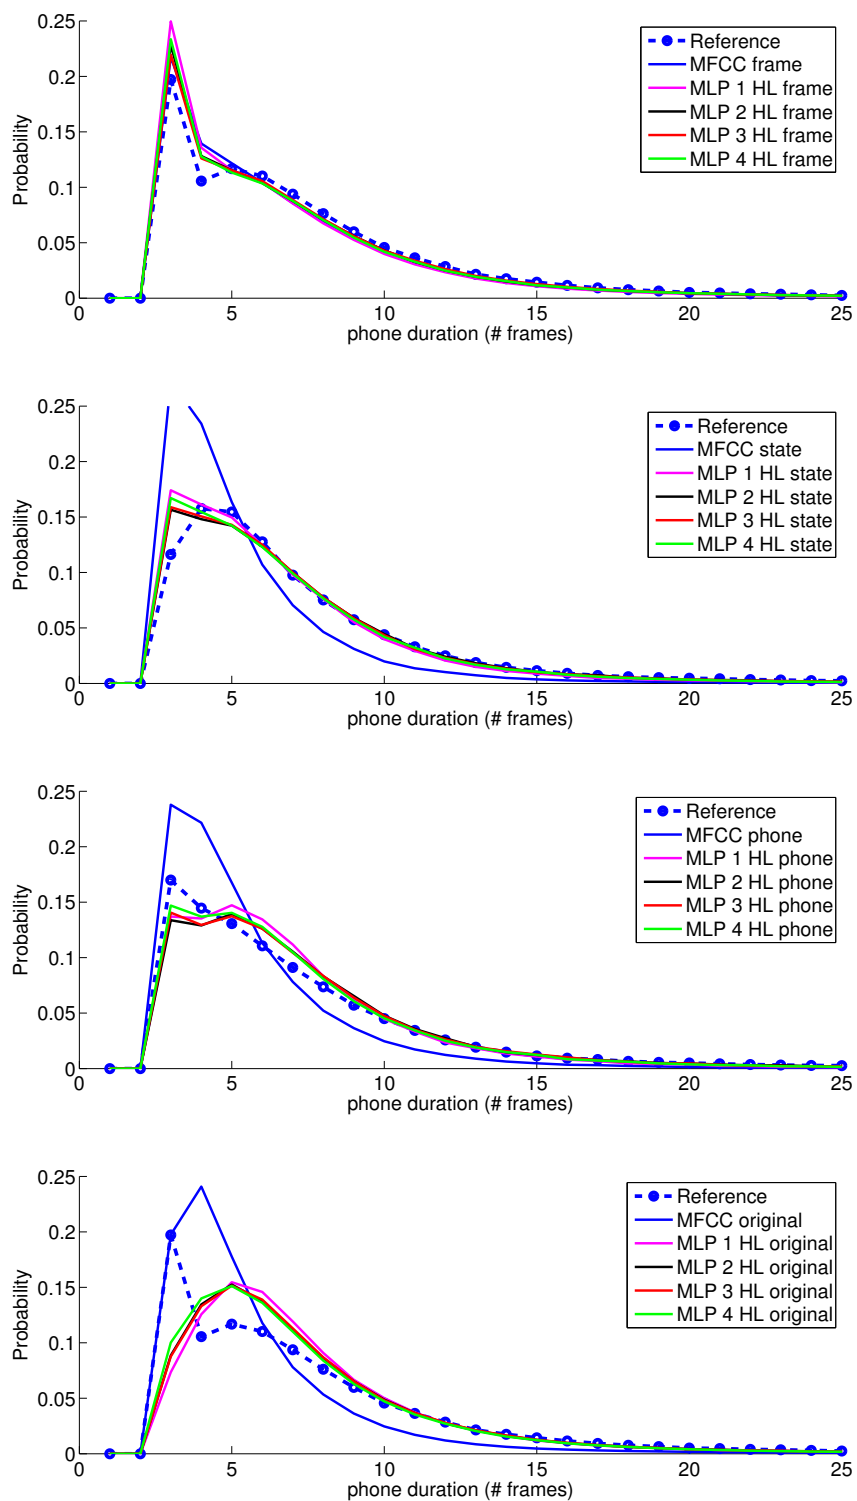 0.25
0.2
0.15
0.1
0.05
0
Probability
0 5 10 15 20 25
phone duration (# frames)
Reference
MFCC frame
MLP 1 HL frame
MLP 2 HL frame
MLP 3 HL frame
MLP 4 HL frame
0.25
0.2
0.15
0.1
0.05
0
Probability
0 5 10 15 20 25
phone duration (# frames)
Reference
MFCC state
MLP 1 HL state
MLP 2 HL state
MLP 3 HL state
MLP 4 HL state
0.25
0.2
0.15
0.1
0.05
0
Probability
0 5 10 15 20 25
phone duration (# frames)
Reference
MFCC phone
MLP 1 HL phone
MLP 2 HL phone
MLP 3 HL phone
MLP 4 HL phone
0.25
0.2
0.15
0.1
0.05
0
Probability
0 5 10 15 20 25
phone duration (# frames)
Reference
MFCC original
MLP 1 HL original
MLP 2 HL original
MLP 3 HL original
MLP 4 HL original